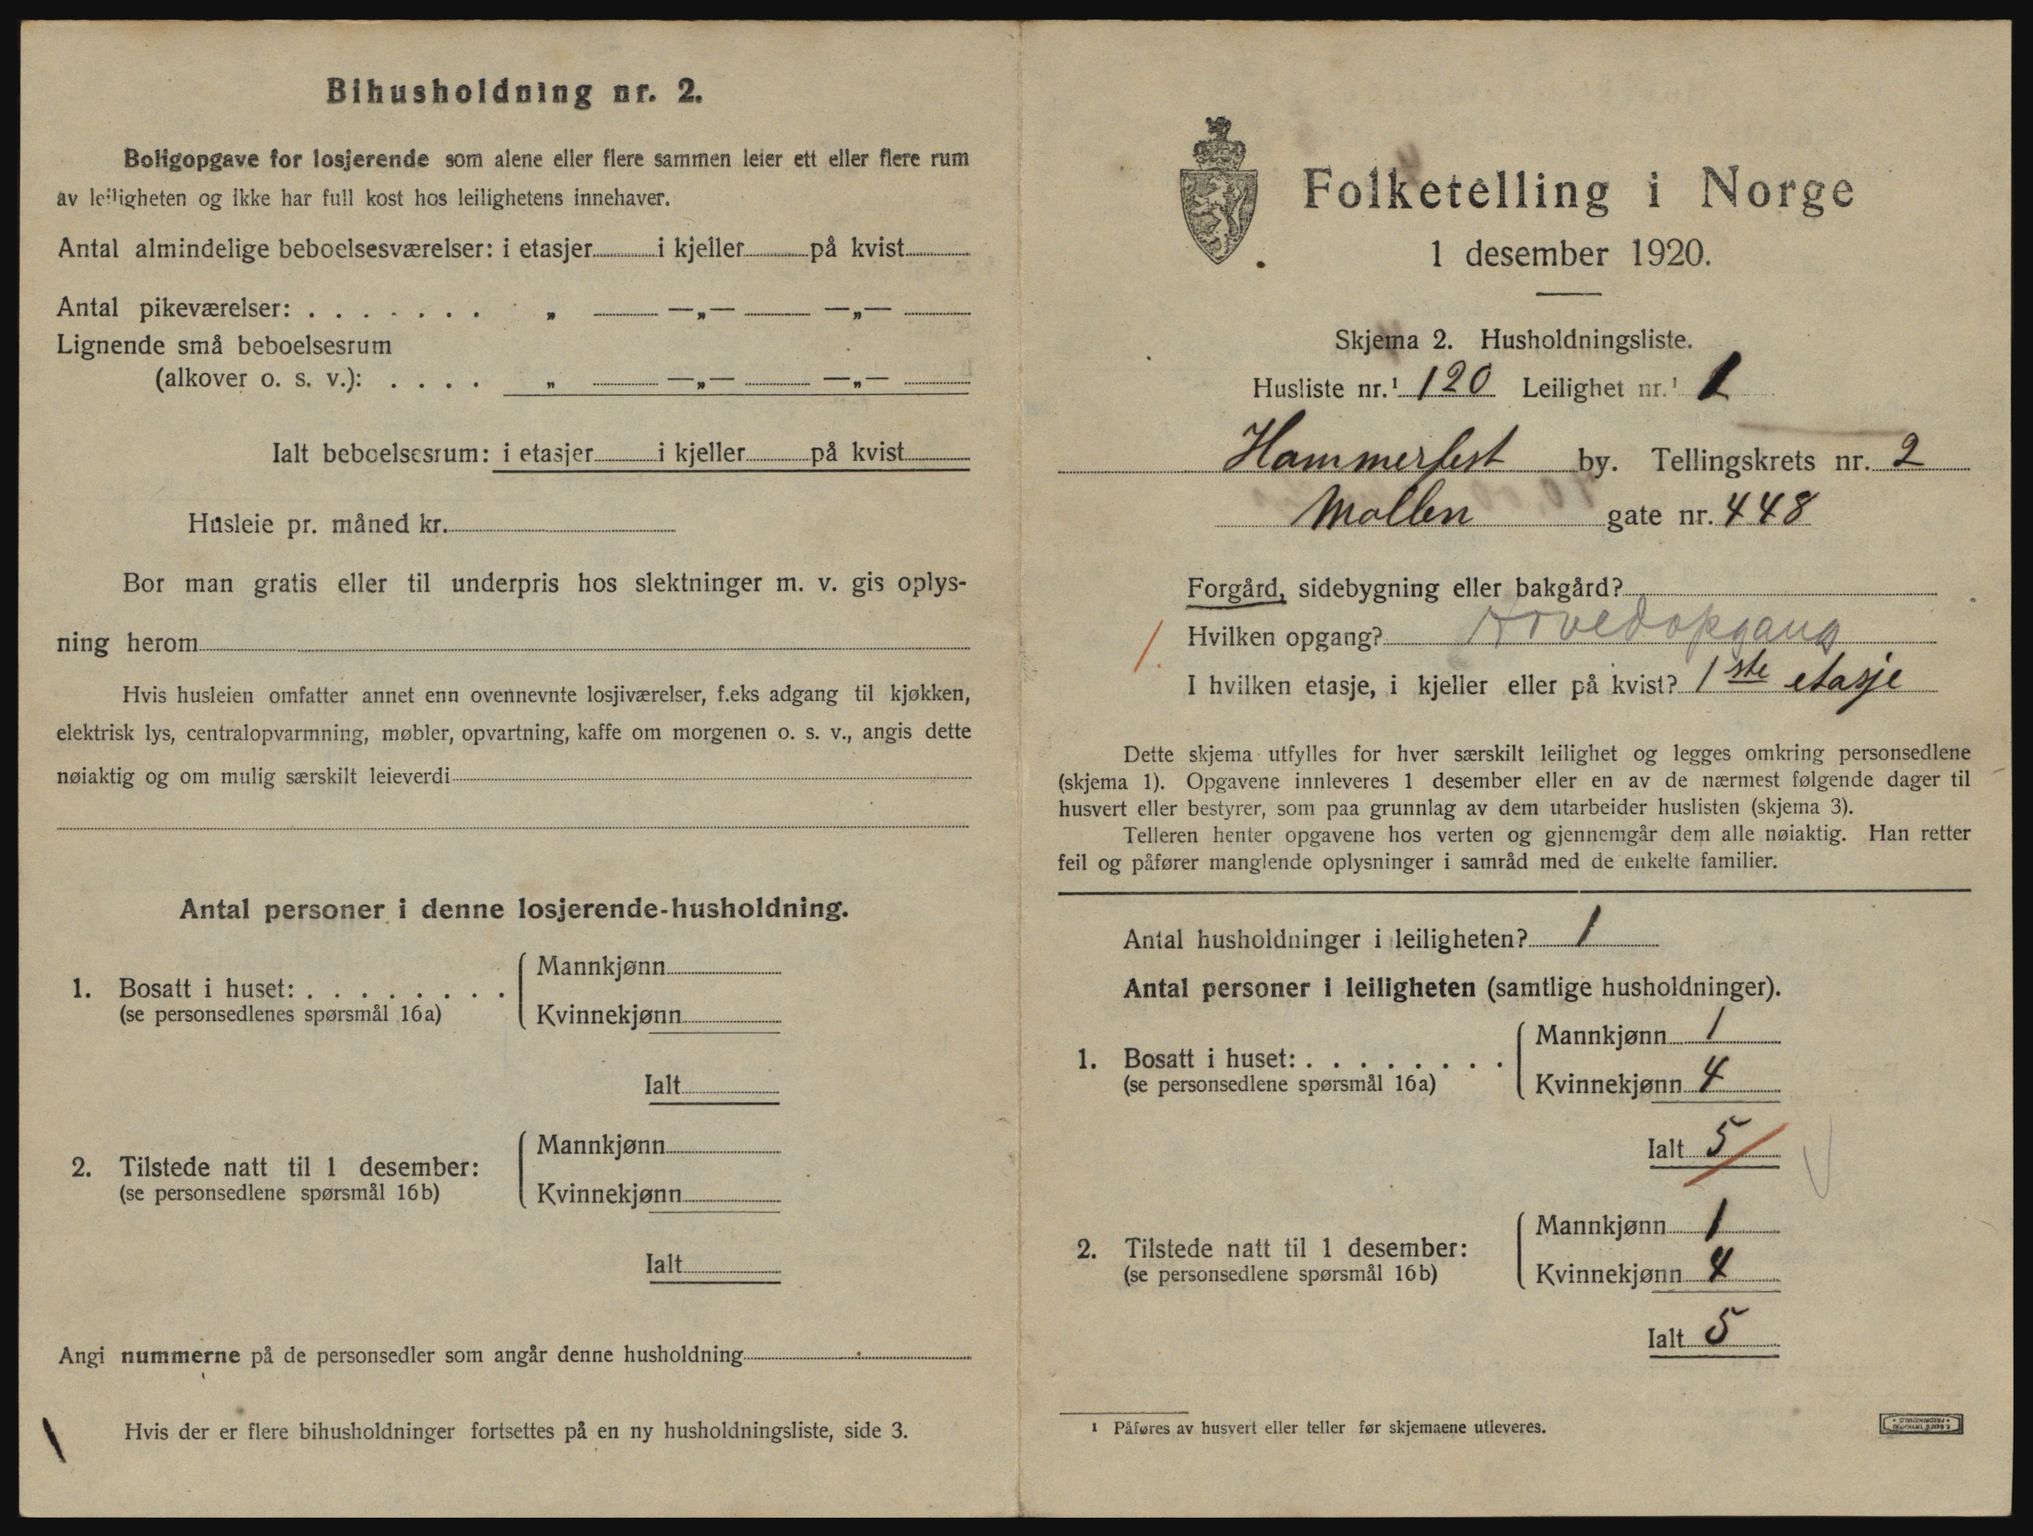 Bihusholdning nr. 2.
Boligopgave for losjerende som alene eller flere sammen leier ett eller flere rum
av leiligheten og ikke har full kost hos leilighetens innehaver.
Antal almindelige beboelsesværelser: i etasjer i kjeller på kvist
Antal pikeværelser: . . . . . . . „ —„— —„—
Lignende små beboelsesrum
(alkover o. s. v.): . . . . „ —„— —„—
Ialt beboelsesrum: i etasjer i kjeller på kvist
Husleie pr. måned kr.
Bor man gratis eller til underpris hos slektninger m. v. gis oplys-
ning herom
Hvis husleien omfatter annet enn ovennevnte losjiværelser, f.eks adgang til kjøkken,
elektrisk lys, centralopvarmning, møbler, opvartning, kaffe om morgenen o. s. v., angis dette
nøiaktig og om mulig særskilt leieverdi
Antal personer i denne losjerende-husholdning.
1. Bosatt i huset: . . . . . . . . Mannkjønn
(se personsedlenes spørsmål 16a) Kvinnekjønn
Ialt
2. Tilstede natt til 1 desember: Mannkjønn
(se personsedlene spørsmål 16b) Kvinnekjønn
Ialt
Angi nummerne på de personsedler som angår denne husholdning
Hvis der er flere bihusholdninger fortsettes på en ny husholdningsliste, side 3.
Folketelling i Norge
1 desember 1920.
Skjema 2. Husholdningsliste.
Husliste nr.¹ 120 Leilighet nr.¹ 1
Hammerfest by. Tellingskrets nr. 2
Mollen gate nr. 448
Forgård, sidebygning eller bakgård?
1. Hvilken opgang? Hovedopgang
I hvilken etasje, i kjeller eller på kvist? 1ste etasje
Dette skjema utfylles for hver særskilt leilighet og legges omkring personsedlene
(skjema 1). Opgavene innleveres 1 desember eller en av de nærmest følgende dager til
husvert eller bestyrer, som paa grunnlag av dem utarbeider huslisten (skjema 3).
Telleren henter opgavene hos verten og gjennemgår dem alle nøiaktig. Han retter
feil og påfører manglende oplysninger i samråd med de enkelte familier.
Antal husholdninger i leiligheten? 1
Antal personer i leiligheten (samtlige husholdninger).
1. Bosatt i huset: . . . . . . . . Mannkjønn 1
(se personsedlene spørsmål 16a) Kvinnekjønn 4
Ialt 5
2. Tilstede natt til 1 desember: Mannkjønn 1
(se personsedlene spørsmål 16b) Kvinnekjønn 4
Ialt 5
¹ Påføres av husvert eller teller før skjemaene utleveres.